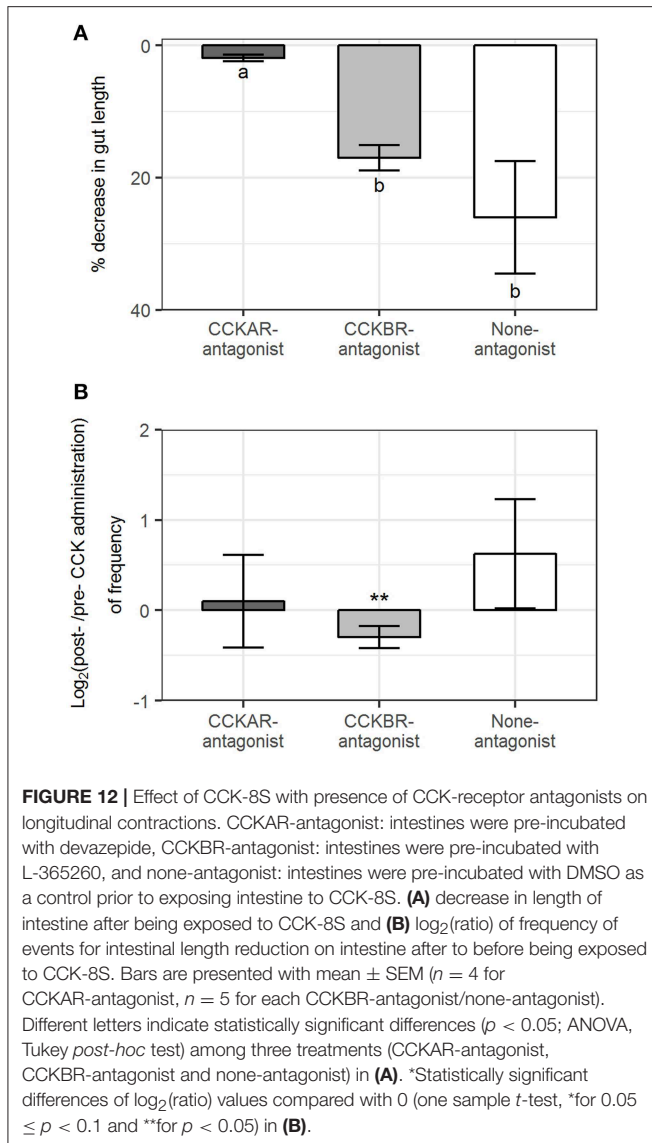 A
% decrease in gut length
0
20
40
a
b
b
CCKAR-
antagonist
CCKBR-
antagonist
None-
antagonist
B
Log2(post- /pre- CCK administration)
of frequency
2
1
0
-1
**
CCKAR-
antagonist
CCKBR-
antagonist
None-
antagonist
FIGURE 12 | Effect of CCK-8S with presence of CCK-receptor antagonists on
longitudinal contractions. CCKAR-antagonist: intestines were pre-incubated
with devazepide, CCKBR-antagonist: intestines were pre-incubated with
L-365260, and none-antagonist: intestines were pre-incubated with DMSO as
a control prior to exposing intestine to CCK-8S. (A) decrease in length of
intestine after being exposed to CCK-8S and (B) log2(ratio) of frequency of
events for intestinal length reduction on intestine after to before being exposed
to CCK-8S. Bars are presented with mean ± SEM (n = 4 for
CCKAR-antagonist, n = 5 for each CCKBR-antagonist/none-antagonist).
Different letters indicate statistically significant differences (p < 0.05; ANOVA,
Tukey post-hoc test) among three treatments (CCKAR-antagonist,
CCKBR-antagonist and none-antagonist) in (A). *Statistically significant
differences of log2(ratio) values compared with 0 (one sample t-test, *for 0.05
≤ p < 0.1 and **for p < 0.05) in (B).